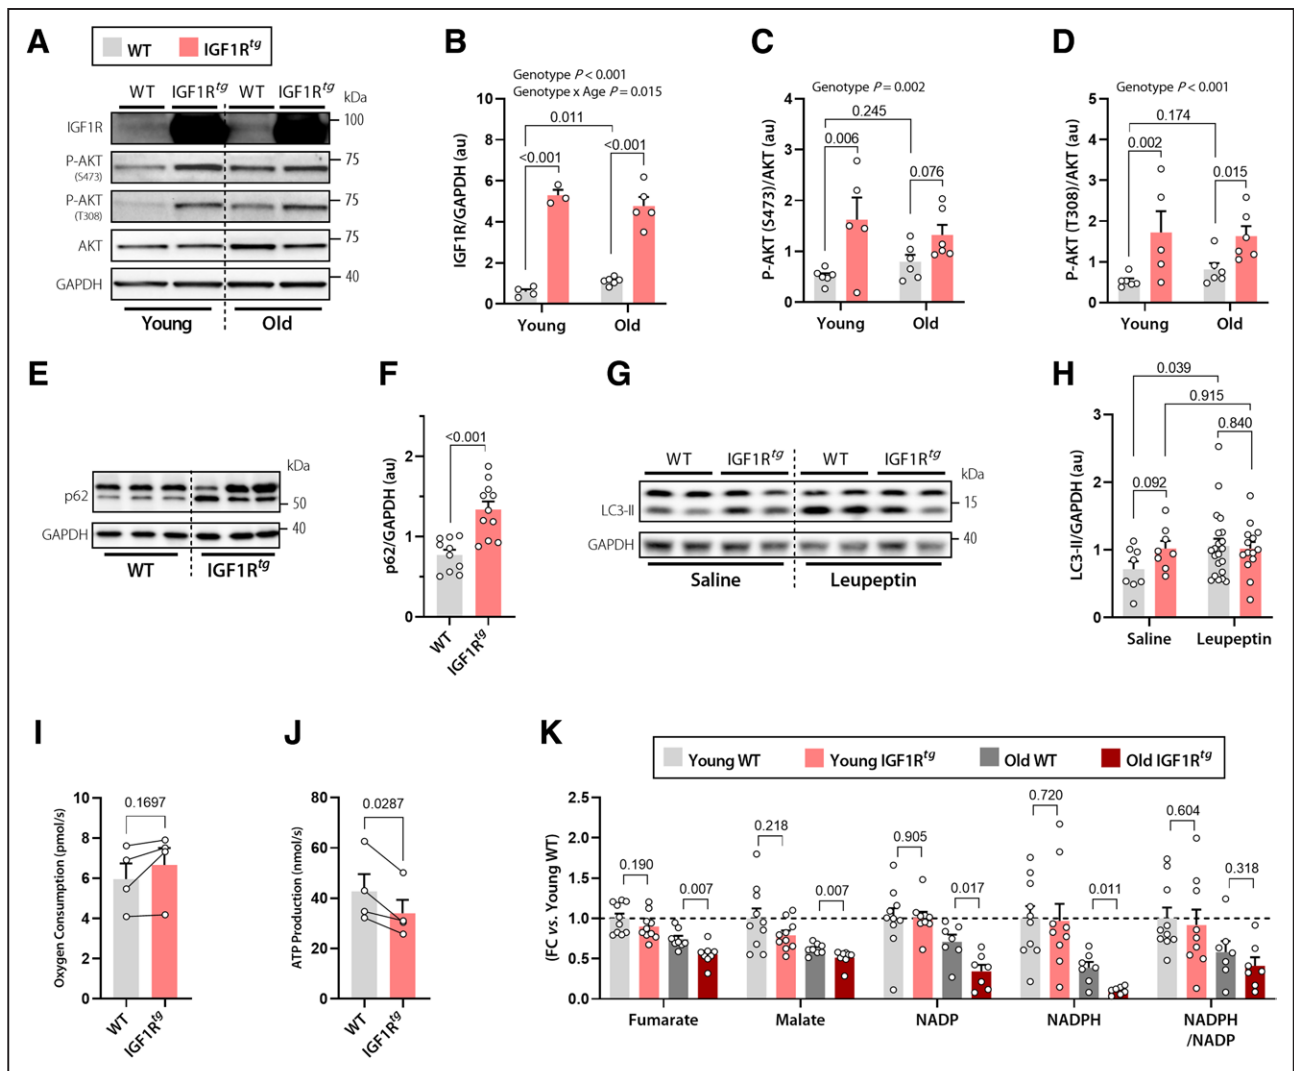 A
WT
IGF1Rtg
WT IGF1Rtg WT IGF1Rtg
kDa
IGF1R
100
P-AKT
(S473)
75
P-AKT
(T308)
75
AKT
75
GAPDH
40
Young Old
B
Genotype P < 0.001
Genotype x Age P = 0.015
IGF1R/GAPDH (au)
10
8
6
4
2
0
0.011
<0.001
<0.001
Young Old
C
Genotype P = 0.002
P-AKT (S473)/AKT (au)
4
3
2
1
0
0.245
0.006
0.076
Young Old
D
Genotype P < 0.001
P-AKT (T308)/AKT (au)
5
4
3
2
1
0
0.174
0.002
0.015
Young Old
E
kDa
p62
50
GAPDH
40
WT IGF1Rtg
F
p62/GAPDH (au)
2
1
0
<0.001
WT
IGF1Rtg
G
WT IGF1Rtg WT IGF1Rtg
kDa
15
LC3-II
GAPDH
40
Saline Leupeptin
H
LC3-II/GAPDH (au)
3
2
1
0
0.039
0.915
0.840
0.092
Saline Leupeptin
I
Oxygen Consumption (pmol/s)
10
8
6
4
2
0
0.1697
WT
IGF1Rtg
J
ATP Production (nmol/s)
80
60
40
20
0
0.0287
WT
IGF1Rtg
K
Young WT Young IGF1Rtg Old WT Old IGF1Rtg
(FC vs. Young WT)
2.5
2.0
1.5
1.0
0.5
0.0
0.190
0.007
0.218
0.007
0.905
0.017
0.720
0.011
0.604
0.318
Fumarate Malate NADP NADPH NADPH
/NADP